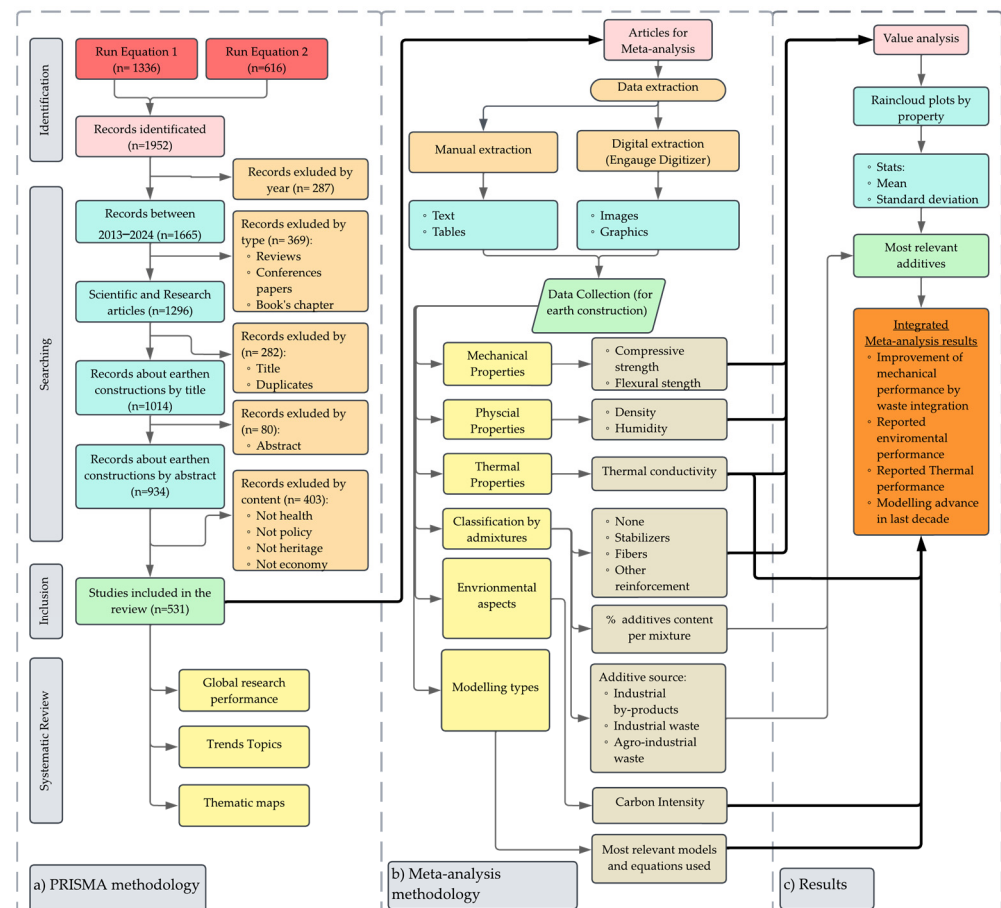 Identification
Run Equation 1
(n= 1336)
Run Equation 2
(n=616)
Records identificated
(n=1952)
Searching
Records exluded by
year (n= 287)
Records between
2013–2024 (n=1665)
Records exluded by
type (n= 369):
◦ Reviews
◦ Conferences
papers
◦ Book's chapter
Scientific and Research
articles (n=1296)
Records exluded by
(n= 282):
◦ Title
◦ Duplicates
Records about earthen
constructions by title
(n=1014)
Records exluded by
(n= 80):
◦ Abstract
Records about earthen
constructions by abstract
(n=934)
Records exluded by
content (n= 403):
◦ Not health
◦ Not policy
◦ Not heritage
◦ Not economy
Inclusion
Studies included in the
review (n=531)
Systematic Review
Global research
performance
Trends Topics
Thematic maps
a) PRISMA methodology
Articles for
Meta-analysis
Data extraction
Manual extraction
Digital extraction
(Engauge Digitizer)
◦ Text
◦ Tables
◦ Images
◦ Graphics
Data Collection (for
earth construction)
Mechanical
Properties
◦ Compressive
strength
◦ Flexural stength
Physcial
Properties
◦ Density
◦ Humidity
Thermal
Properties
Thermal conductivity
Classification by
admixtures
◦ None
◦ Stabilizers
◦ Fibers
◦ Other
reinforcement
Envrionmental
aspects
% additives content
per mixture
Modelling types
Additive source:
◦ Industrial
by-products
◦ Industrial waste
◦ Agro-industrial
waste
Carbon Intensity
Most relevant models
and equations used
b) Meta-analysis
methodology
Value analysis
Raincloud plots by
property
◦ Stats:
◦ Mean
◦ Standard deviation
Most relevant
additives
Integrated
Meta-analysis results
◦ Improvement of
mechanical
performance by
waste integration
◦ Reported
enviromental
performance
◦ Reported Thermal
performance
◦ Modelling advance
in last decade
c) Results